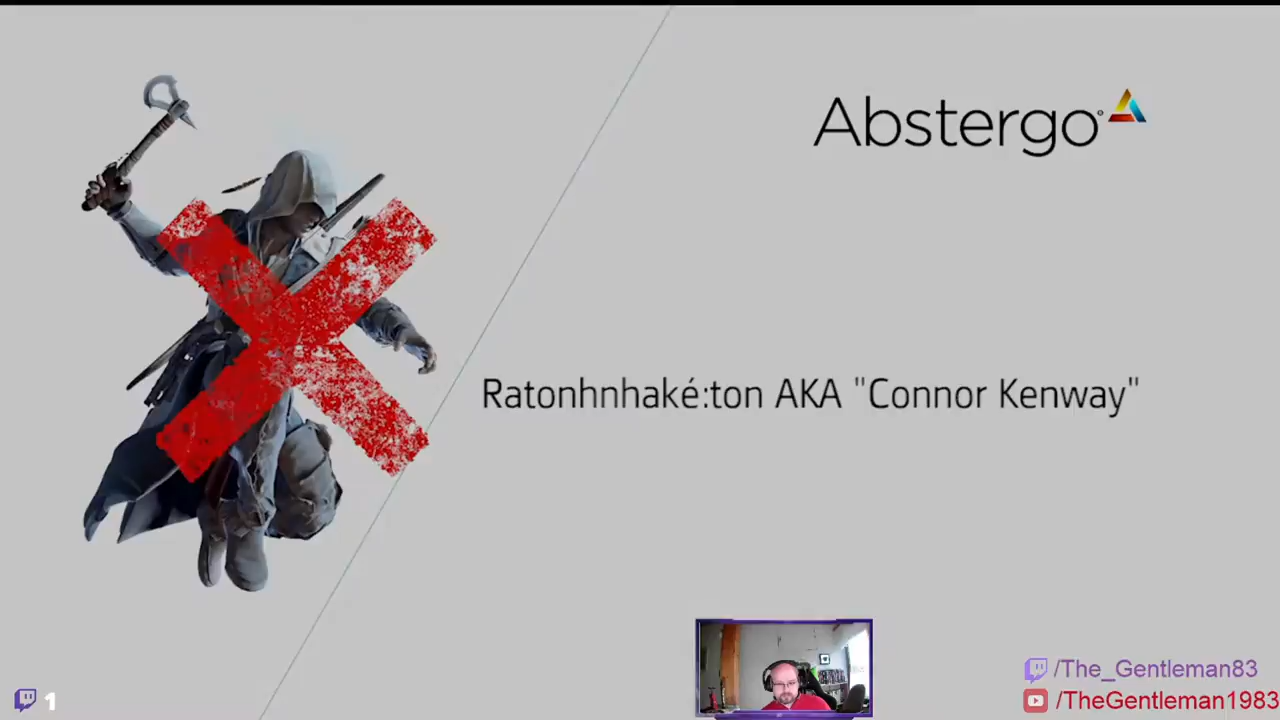 Abstergo
Ratonhnhaké:ton AKA "Connor Kenway"
/The_Gentleman83
/TheGentleman1983
1